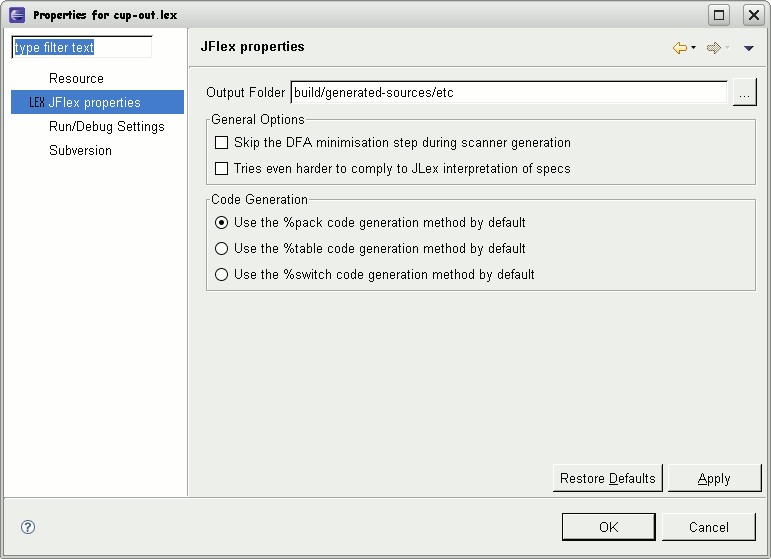 Properties for cup-out.lex
type filter text
JFlex properties
Resource
LEX JFlex properties
Run/Debug Settings
Subversion
Output Folder build/generated-sources/etc ...
General Options
Skip the DFA minimisation step during scanner generation
Tries even harder to comply to JLex interpretation of specs
Code Generation
Use the %pack code generation method by default
Use the %table code generation method by default
Use the %switch code generation method by default
Restore Defaults Apply
? OK Cancel